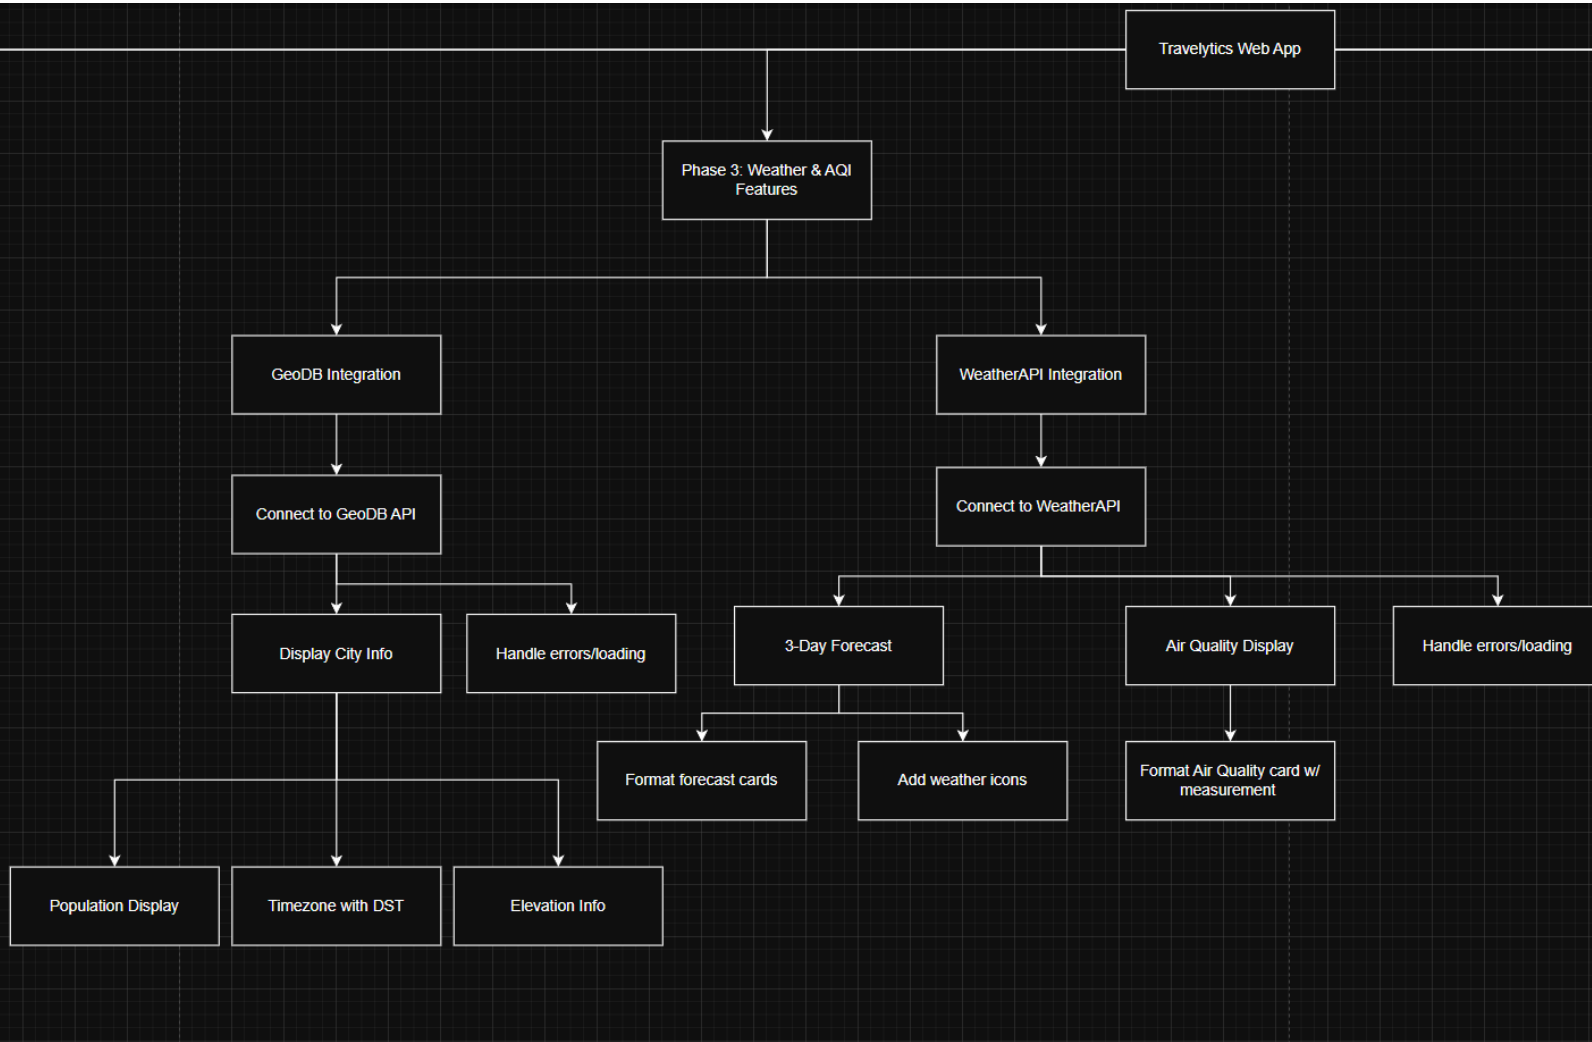 Travelytics Web App
Phase 3: Weather & AQI
Features
GeoDB Integration
WeatherAPI Integration
Connect to GeoDB API
Connect to WeatherAPI
Display City Info
Handle errors/loading
3-Day Forecast
Air Quality Display
Handle errors/loading
Format forecast cards
Add weather icons
Format Air Quality card w/
measurement
Population Display
Timezone with DST
Elevation Info